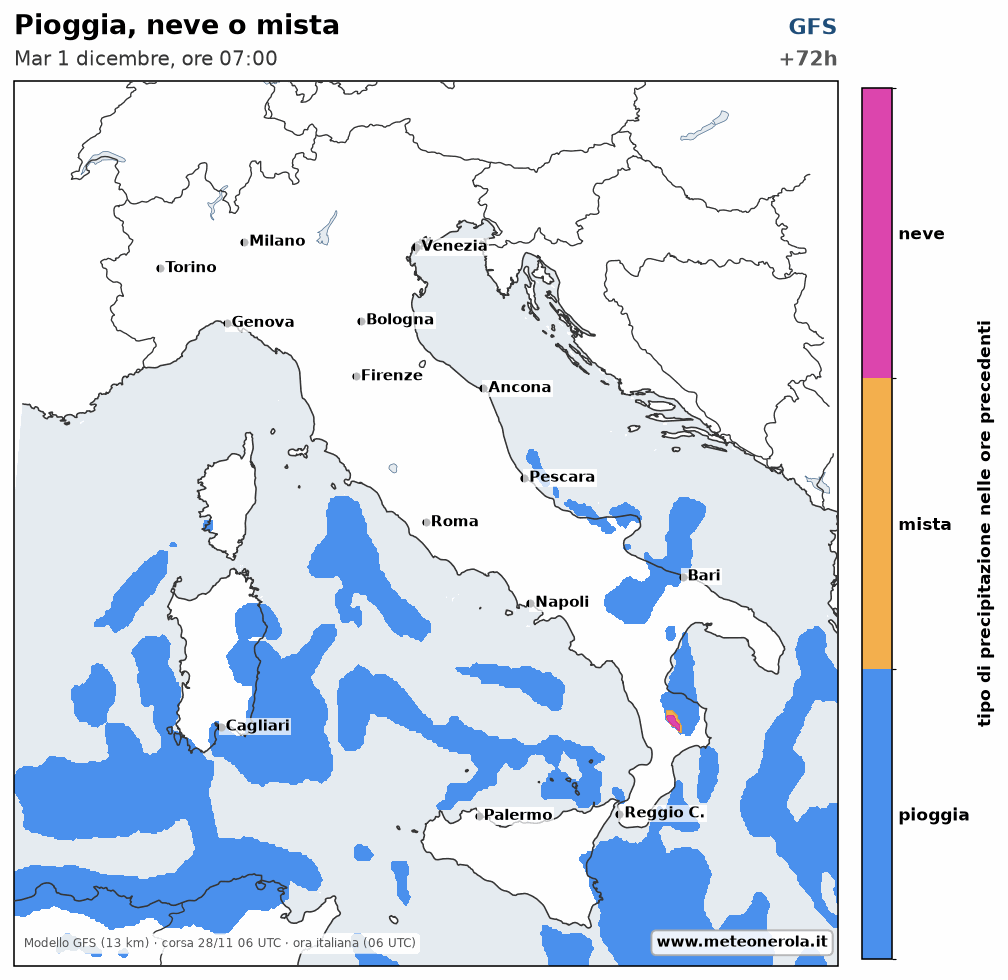 Pioggia, neve o mista
GFS
Mar 1 dicembre, ore 07:00
+72h
neve
Milano
Venezia
Torino
Genova
Bologna
Firenze
Ancona
Pescara
mista
Roma
Bari
Napoli
Cagliari
Palermo
Reggio C.
pioggia
tipo di precipitazione nelle ore precedenti
Modello GFS (13 km) · corsa 28/11 06 UTC · ora italiana (06 UTC)
www.meteonerola.it